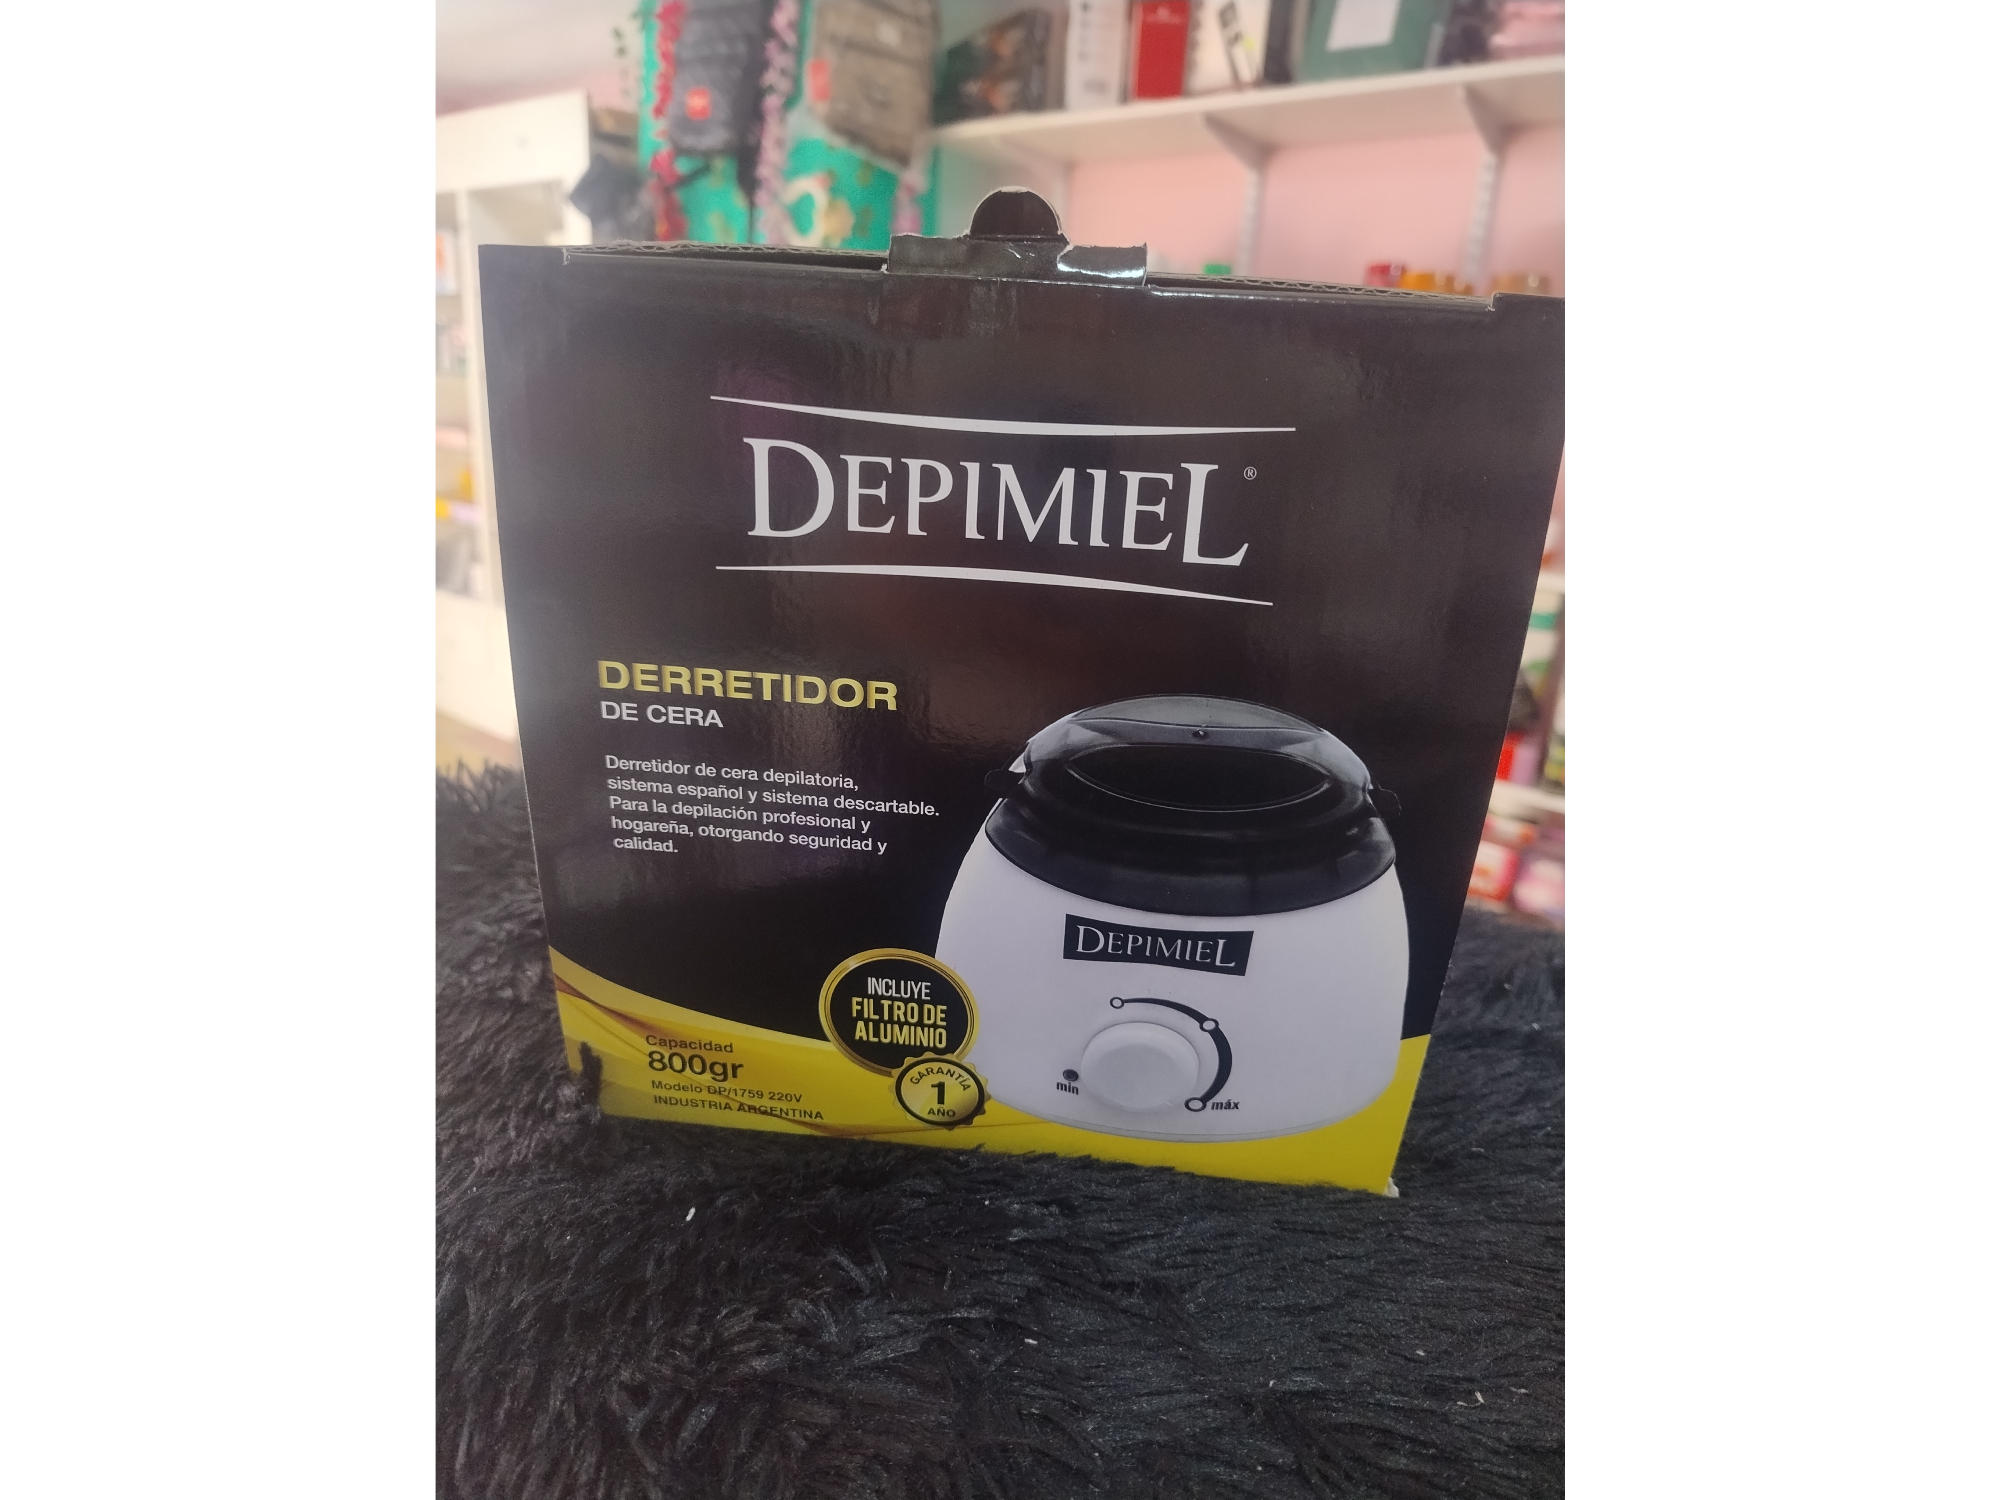 DEPIMIEL®
DERRETIDOR
DE CERA
Derretidor de cera depilatoria,
sistema español y sistema descartable.
Para la depilación profesional y
hogareña, otorgando seguridad y
calidad.
DEPIMIEL
INCLUYE
FILTRO DE
ALUMINIO
Capacidad
800gr
Modelo DP/1759 220V
INDUSTRIA ARGENTINA
GARANTÍA
1
AÑO
min
máx